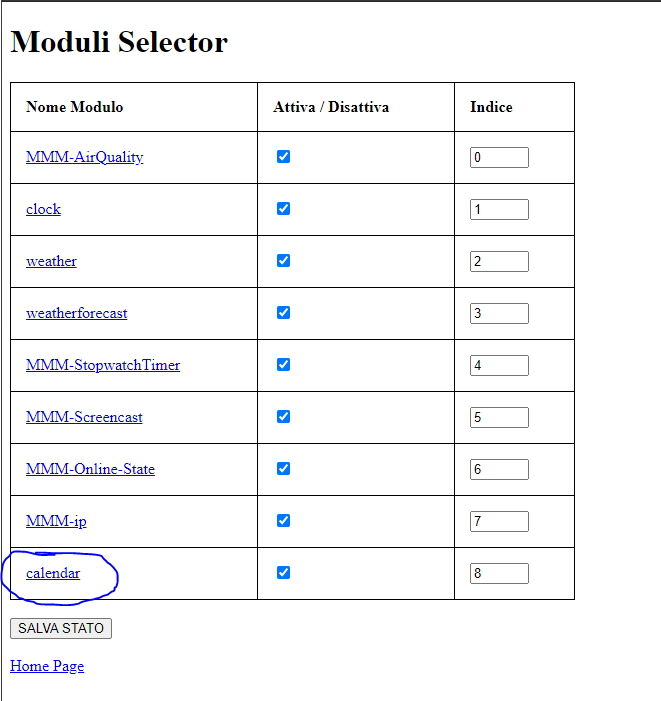 Moduli Selector
Nome Modulo Attiva / Disattiva Indice
MMM-AirQuality 0
clock 1
weather 2
weatherforecast 3
MMM-StopwatchTimer 4
MMM-Screencast 5
MMM-Online-State 6
MMM-ip 7
calendar 8
SALVA STATO
Home Page